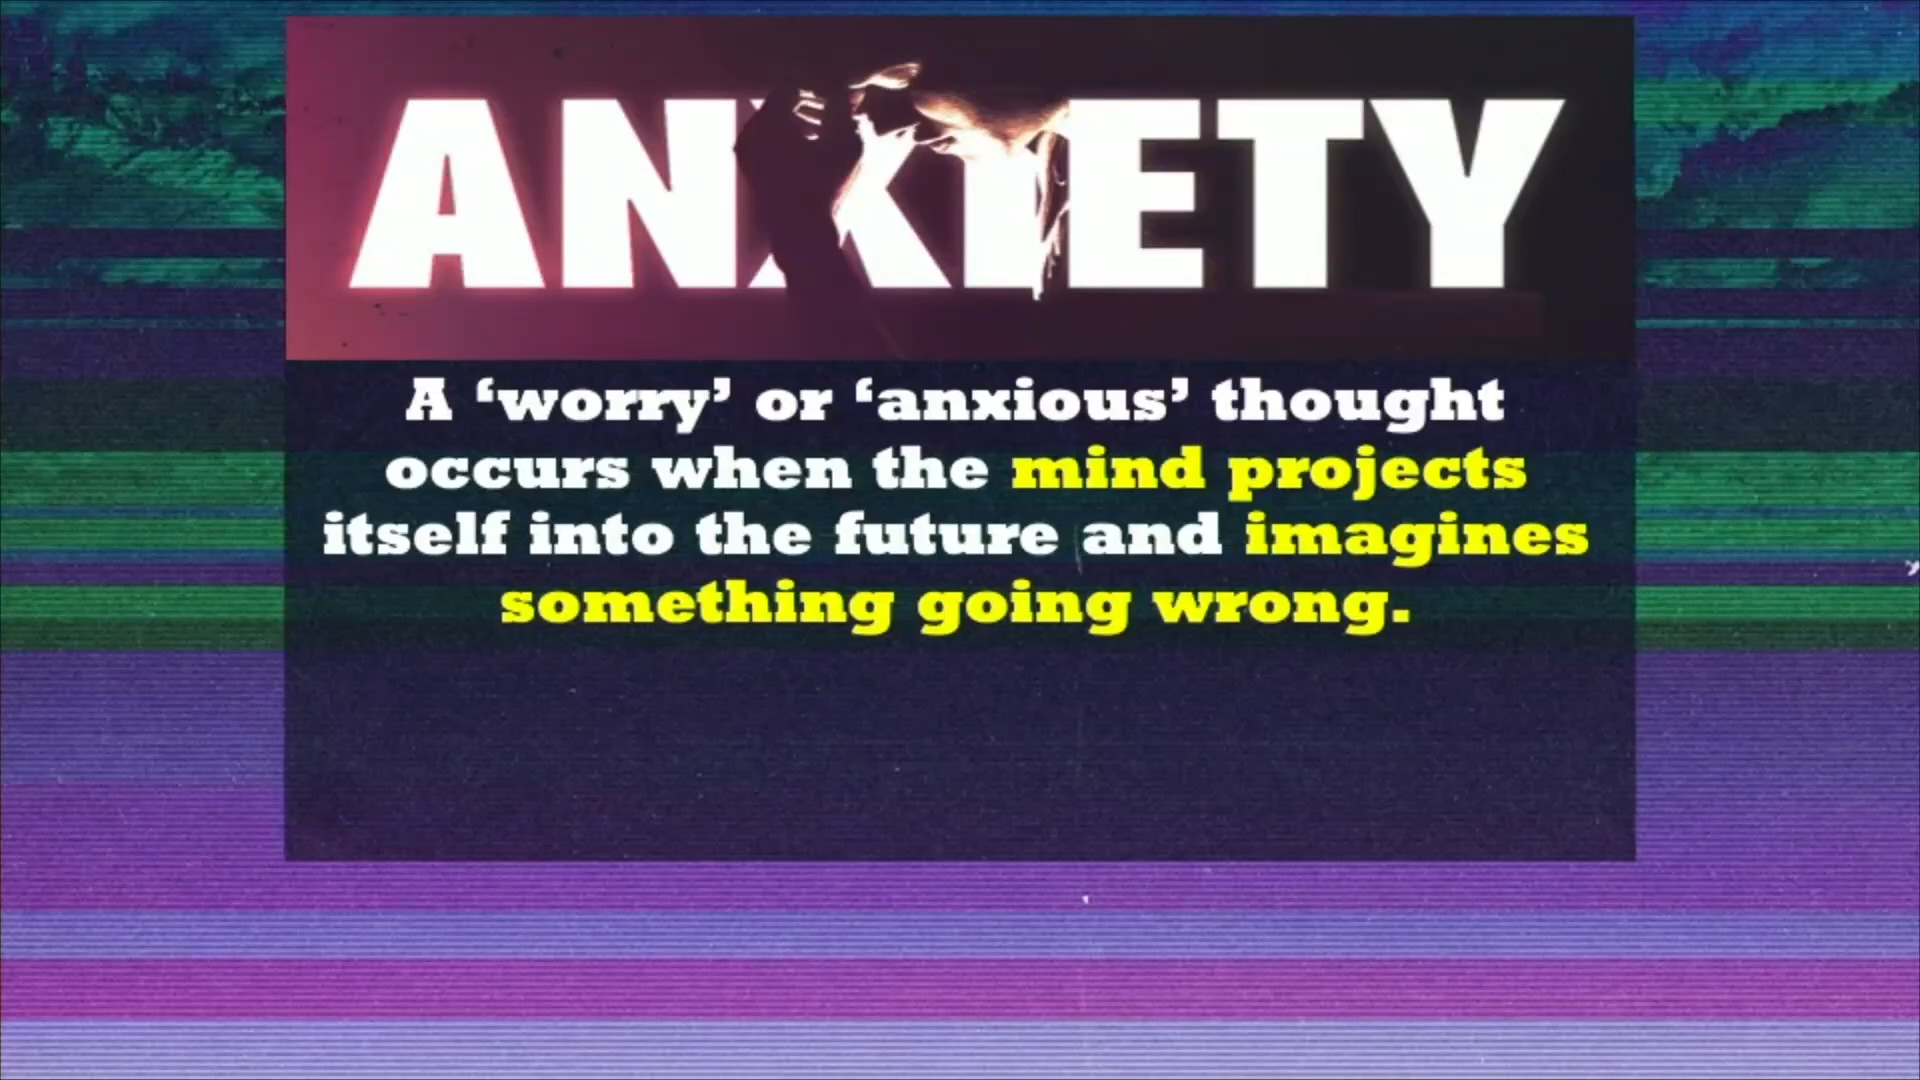 ANXIETY
A ‘worry’ or ‘anxious’ thought
occurs when the mind projects
itself into the future and imagines
something going wrong.